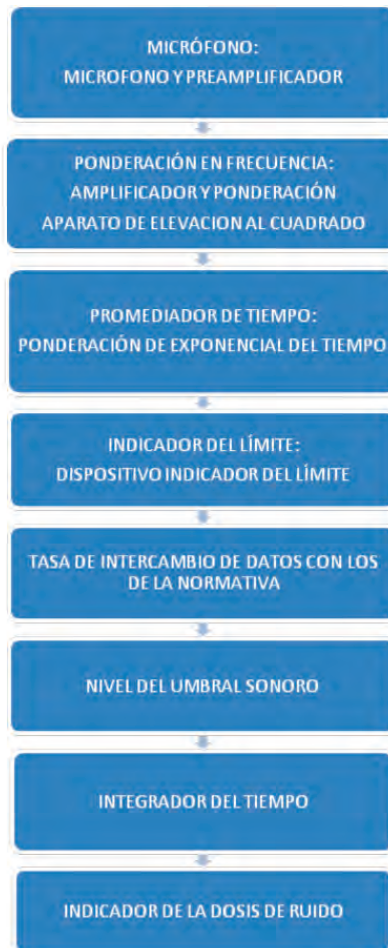 MICRÓFONO:
MICROFONO Y PREAMPLIFICADOR
PONDERACIÓN EN FRECUENCIA:
AMPLIFICADOR Y PONDERACIÓN
APARATO DE ELEVACION AL CUADRADO
PROMEDIADOR DE TIEMPO:
PONDERACIÓN DE EXPONENCIAL DEL TIEMPO
INDICADOR DEL LÍMITE:
DISPOSITIVO INDICADOR DEL LÍMITE
TASA DE INTERCAMBIO DE DATOS CON LOS
DE LA NORMATIVA
NIVEL DEL UMBRAL SONORO
INTEGRADOR DEL TIEMPO
INDICADOR DE LA DOSIS DE RUIDO